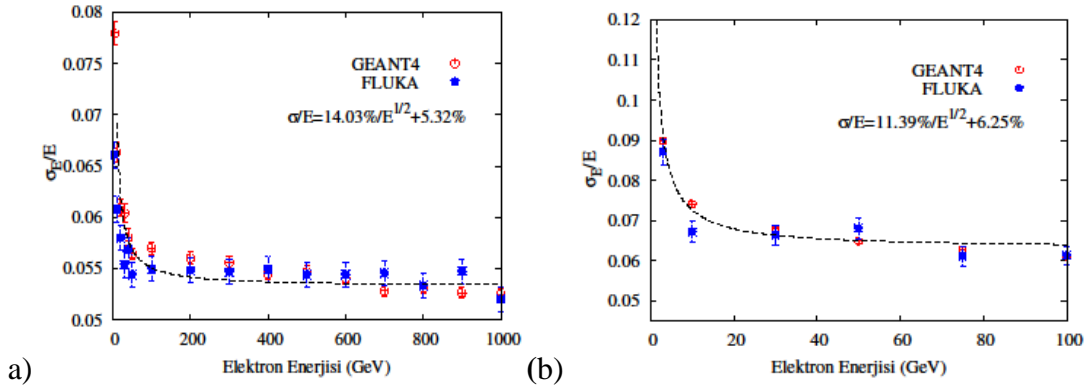 0.08
0.075
0.07
0.065
0.06
0.055
0.05
σE/E
GEANT4
FLUKA
σ/E=14.03%/E^1/2+5.32%
0 200 400 600 800 1000
Elektron Enerjisi (GeV)
a)
0.12
0.11
0.1
0.09
0.08
0.07
0.06
0.05
σE/E
GEANT4
FLUKA
σ/E=11.39%/E^1/2+6.25%
0 20 40 60 80 100
Elektron Enerjisi (GeV)
(b)